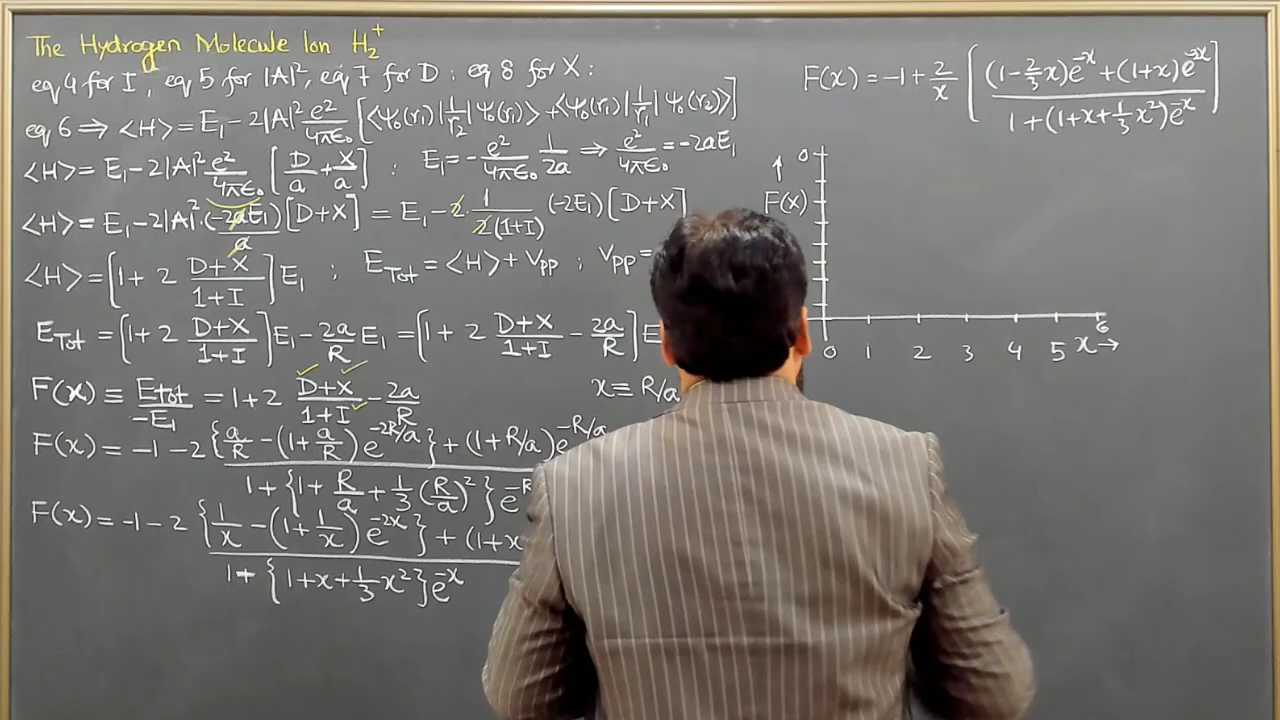 The Hydrogen Molecule Ion H₂⁺
eq 4 for I, eq 5 for |A|², eq 7 for D : eq 8 for X :
eq 6 ⇒ ⟨H⟩ = E₁ − 2|A|² e²/4πϵ₀ [⟨ψ₀(r₁)|1/r₂|ψ₀(r₁)⟩ + ⟨ψ₀(r₁)|1/r₁|ψ₀(r₂)⟩]
⟨H⟩ = E₁ − 2|A|² e²/4πϵ₀ [D/a + X/a] : E₁ = − e²/4πϵ₀ 1/2a ⇒ e²/4πϵ₀ = −2aE₁
⟨H⟩ = E₁ − 2|A|² · (−2aE₁)/a [D+X] = E₁ − 2 1/2(1+I) (−2E₁) [D+X]
⟨H⟩ = [1 + 2 D+X/1+I] E₁ ; E_Tot = ⟨H⟩ + V_pp ; V_pp =
E_Tot = [1 + 2 D+X/1+I] E₁ − 2a/R E₁ = [1 + 2 D+X/1+I − 2a/R] E
F(x) ≡ E_tot/−E₁ = 1 + 2 D+X/1+I − 2a/R x ≡ R/a
F(x) = −1 − 2 {a/R − (1 + a/R) e^−2R/a} + (1 + R/a) e^−R/a / 1 + {1 + R/a + 1/3 (R/a)²} e^−R
F(x) = −1 − 2 {1/x − (1 + 1/x) e^−2x} + (1+x / 1 + {1 + x + 1/3 x²} e^−x
F(x) = −1 + 2/x [(1 − 2/3 x) e^−x + (1+x) e^−2x / 1 + (1 + x + 1/3 x²) e^−x]
↑ 0
F(x)
0 1 2 3 4 5 6 x →